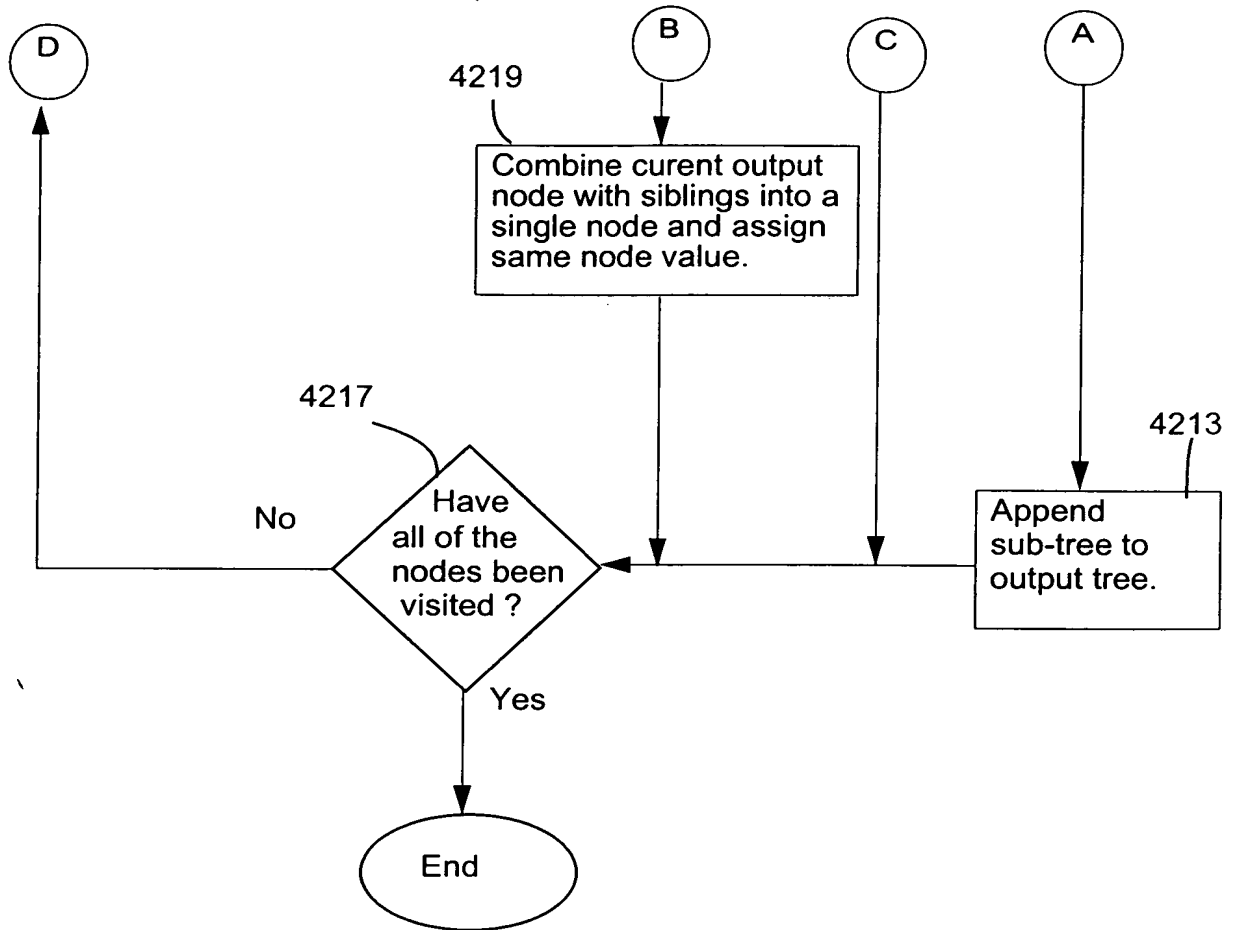 D
B
C
A
4219
Combine curent output
node with siblings into a
single node and assign
same node value.
4217
4213
Have
all of the
nodes been
visited ?
No
Append
sub-tree to
output tree.
Yes
End